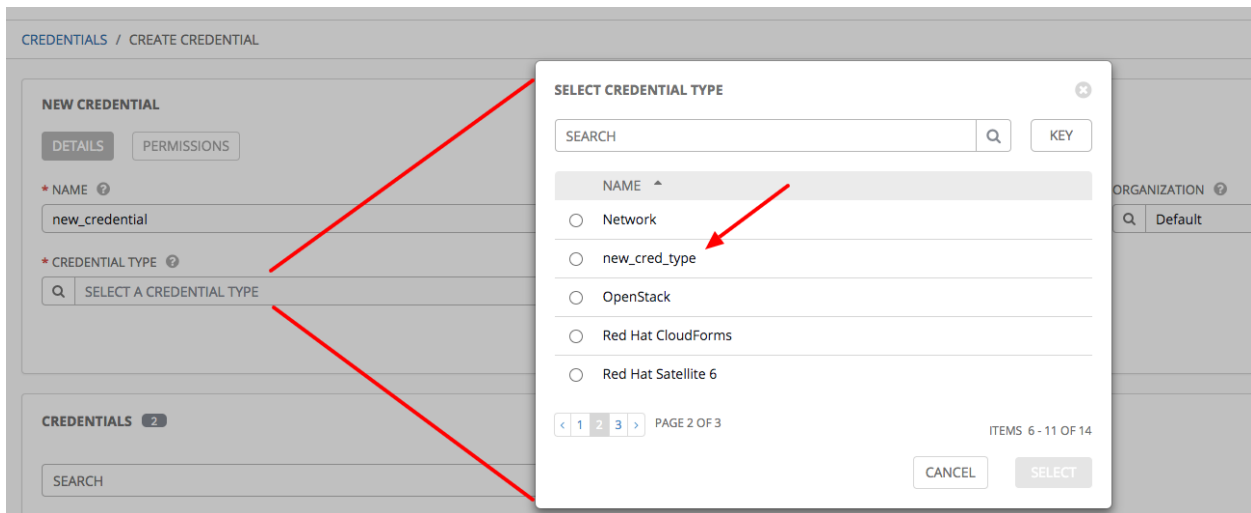 CREDENTIALS / CREATE CREDENTIAL
NEW CREDENTIAL
DETAILS PERMISSIONS
* NAME
new_credential
* CREDENTIAL TYPE
SELECT A CREDENTIAL TYPE
ORGANIZATION
Default
CREDENTIALS 2
SEARCH
SELECT CREDENTIAL TYPE
SEARCH KEY
NAME
Network
new_cred_type
OpenStack
Red Hat CloudForms
Red Hat Satellite 6
< 1 2 3 > PAGE 2 OF 3
ITEMS 6 - 11 OF 14
CANCEL SELECT